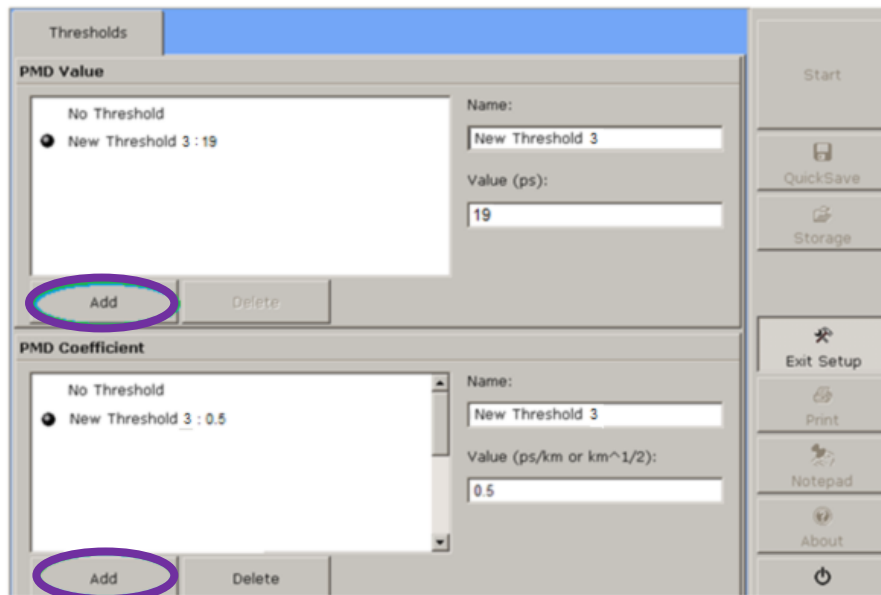 Thresholds
PMD Value
No Threshold
New Threshold 3 : 19
Name:
New Threshold 3
Value (ps):
19
Add
Delete
PMD Coefficient
No Threshold
New Threshold 3 : 0.5
Name:
New Threshold 3
Value (ps/km or km^1/2):
0.5
Add
Delete
Start
QuickSave
Storage
Exit Setup
Print
Notepad
About